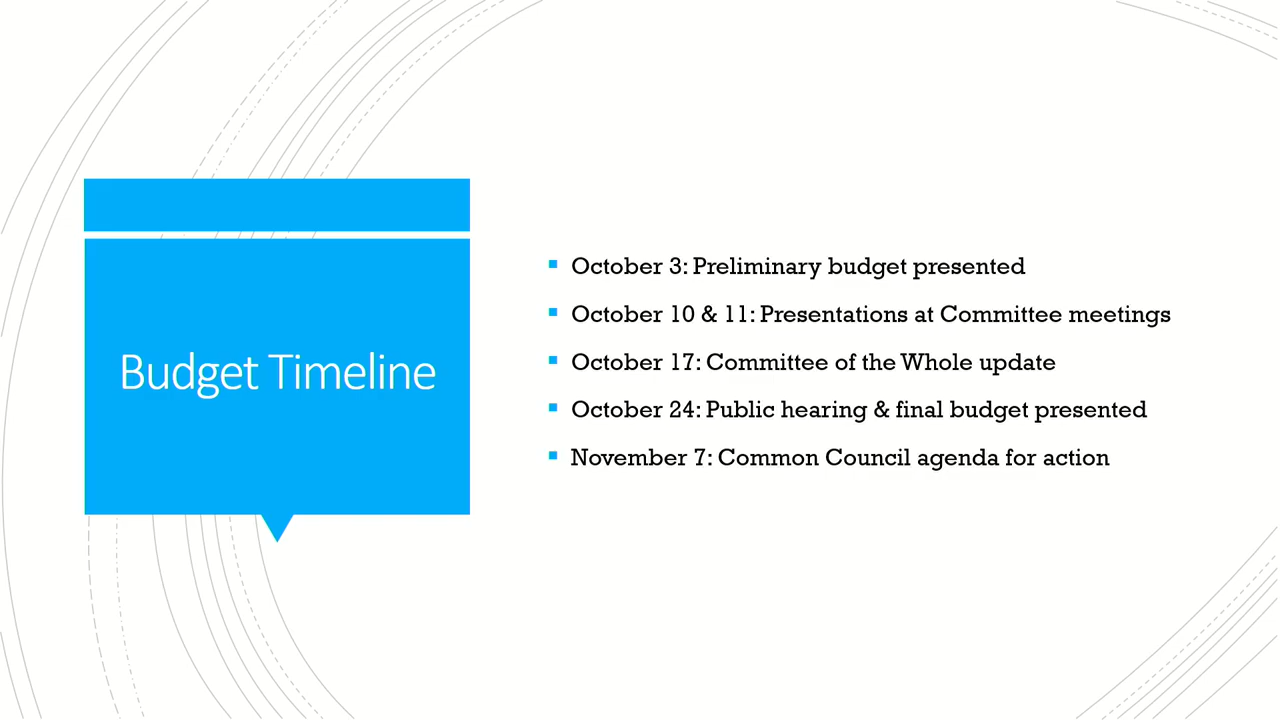 Budget Timeline
October 3: Preliminary budget presented
October 10 & 11: Presentations at Committee meetings
October 17: Committee of the Whole update
October 24: Public hearing & final budget presented
November 7: Common Council agenda for action